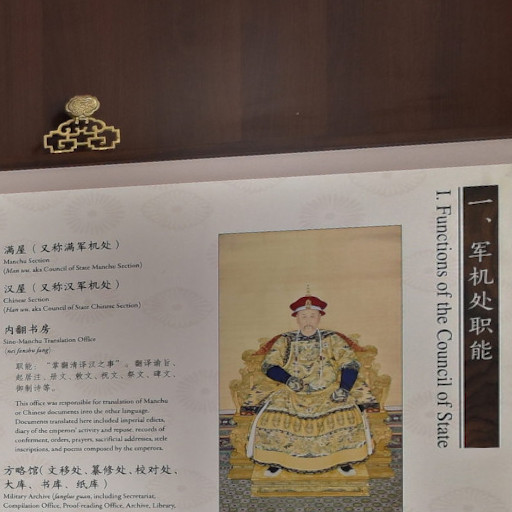 一、军机处职能
I. Functions of the Council of State
满屋（又称满军机处）
Manchu Section
(Man wu, aka Council of State Manchu Section)
汉屋（又称汉军机处）
Chinese Section
(Han wu, aka Council of State Chinese Section)
内翻书房
Sino-Manchu Translation Office
(nei fanshu fang)
职能：“掌翻清译汉之事”。翻译谕旨、
起居注、册文、敕文、祝文、祭文、碑文、
御制诗等。
This office was responsible for translation of Manchu
or Chinese documents into the other language.
Documents translated here included imperial edicts,
diary of the emperors' activity and repose, records of
conferment, orders, prayers, sacrificial addresses, stele
inscriptions, and poems composed by the emperors.
方略馆(文移处、纂修处、校对处、
大库、书库、纸库)
Military Archive (fanglue guan, including Secretariat,
Compilation Office, Proof-reading Office, Archive, Library,